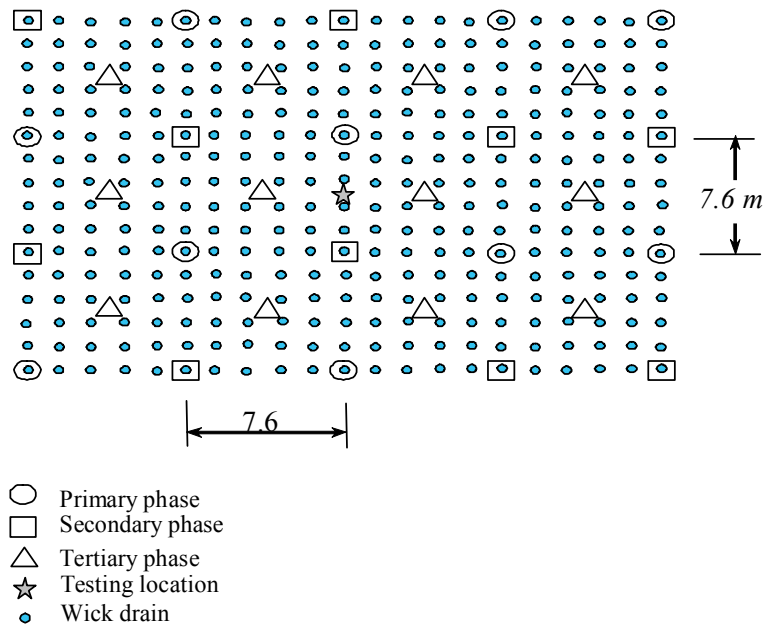 7.6 m
7.6
Primary phase
Secondary phase
Tertiary phase
Testing location
Wick drain